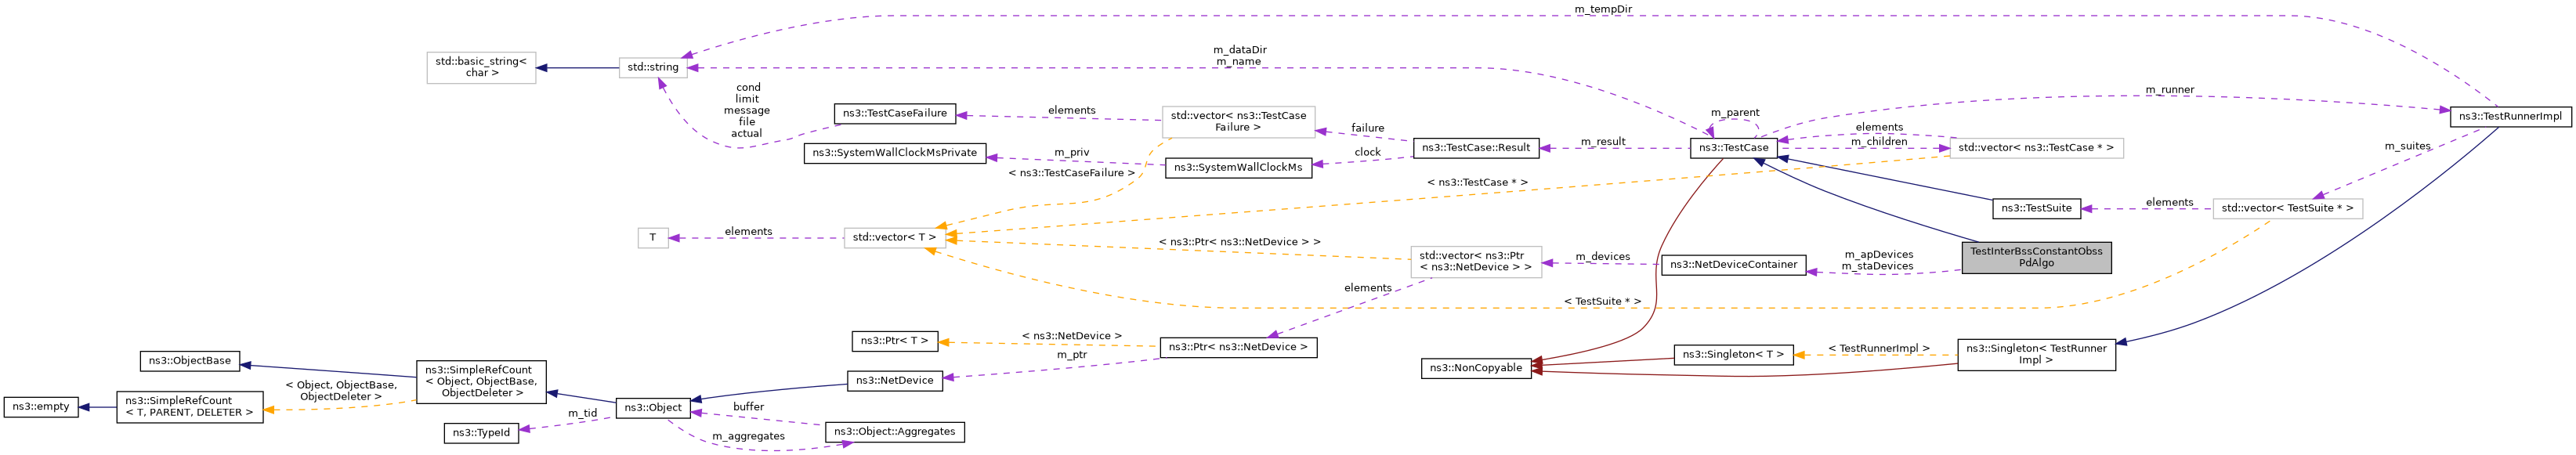 m_tempDir
std::basic_string<
char >
std::string
m_dataDir
m_name
cond
limit
message
file
actual
ns3::TestCaseFailure
elements
std::vector< ns3::TestCase
Failure >
failure
m_parent
m_runner
ns3::TestRunnerImpl
ns3::SystemWallClockMsPrivate
m_priv
ns3::SystemWallClockMs
clock
ns3::TestCase::Result
m_result
ns3::TestCase
elements
m_children
std::vector< ns3::TestCase * >
m_suites
< ns3::TestCaseFailure >
< ns3::TestCase * >
ns3::TestSuite
elements
std::vector< TestSuite * >
T
elements
std::vector< T >
< ns3::Ptr< ns3::NetDevice > >
std::vector< ns3::Ptr
< ns3::NetDevice > >
m_devices
ns3::NetDeviceContainer
m_apDevices
m_staDevices
TestInterBssConstantObss
PdAlgo
elements
< TestSuite * >
ns3::Ptr< T >
< ns3::NetDevice >
ns3::Ptr< ns3::NetDevice >
m_ptr
ns3::NonCopyable
ns3::Singleton< T >
< TestRunnerImpl >
ns3::Singleton< TestRunner
Impl >
ns3::ObjectBase
ns3::SimpleRefCount
< Object, ObjectBase,
ObjectDeleter >
ns3::NetDevice
< Object, ObjectBase,
ObjectDeleter >
ns3::empty
ns3::SimpleRefCount
< T, PARENT, DELETER >
ns3::Object
buffer
m_tid
ns3::TypeId
m_aggregates
ns3::Object::Aggregates